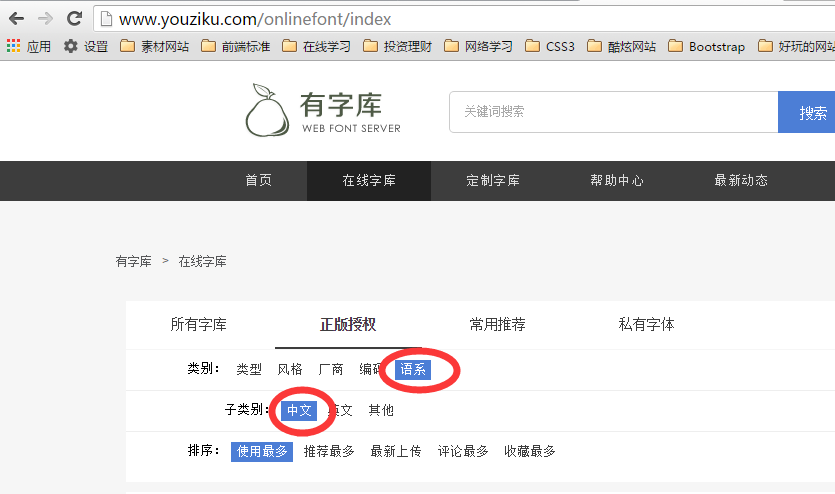 www.youziku.com/onlinefont/index
应用 设置 素材网站 前端标准 在线学习 投资理财 网络学习 CSS3 酷炫网站 Bootstrap 好玩的网站
有字库
WEB FONT SERVER
关键词搜索 搜索
首页 在线字库 定制字库 帮助中心 最新动态
有字库 > 在线字库
所有字库 正版授权 常用推荐 私有字体
类别： 类型 风格 厂商 编码 语系
子类别： 中文 英文 其他
排序： 使用最多 推荐最多 最新上传 评论最多 收藏最多